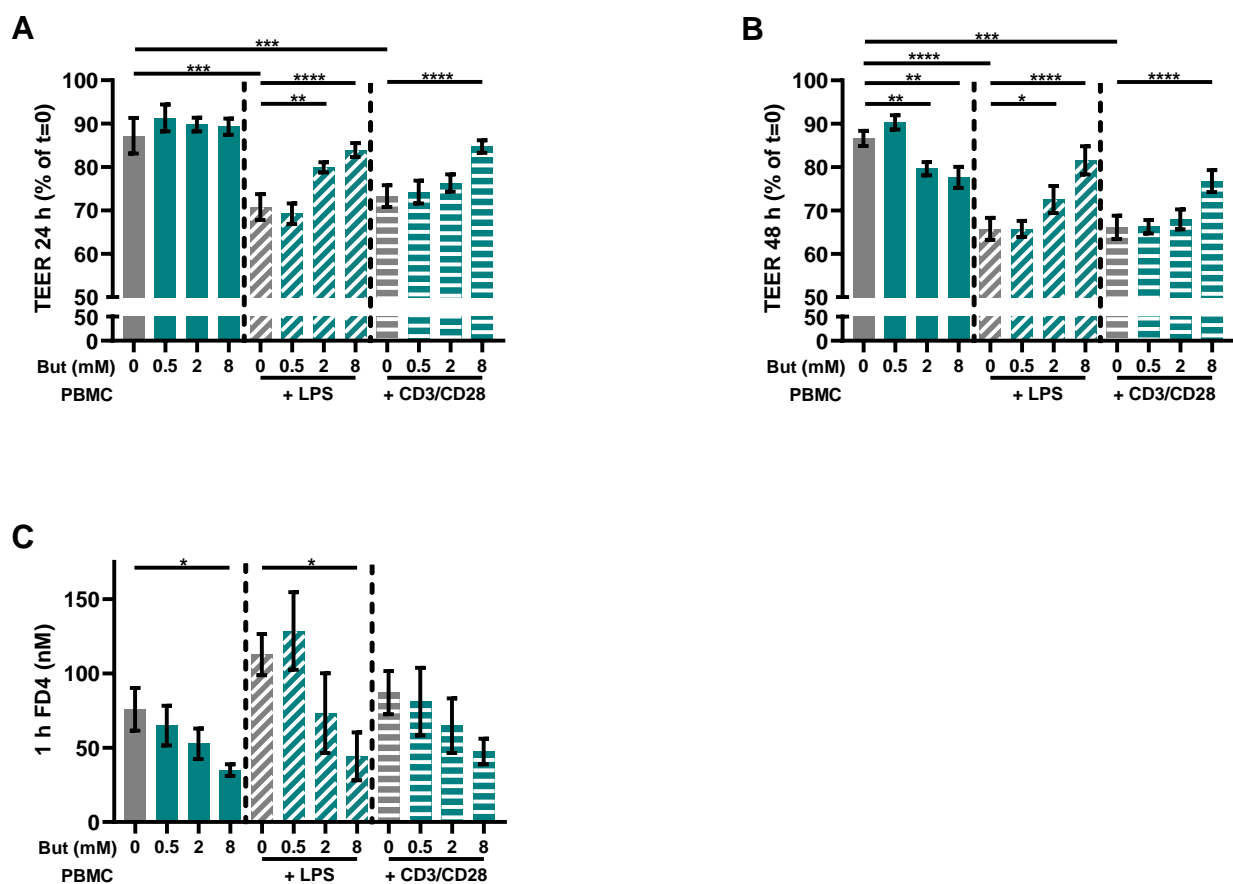 A
***
*** ****
**
****
TEER 24 h (% of t=0)
100
90
80
70
60
50
50
0
But (mM) 0 0.5 2 8 0 0.5 2 8 0 0.5 2 8
PBMC + LPS + CD3/CD28
B
***
****
** ****
** *
****
TEER 48 h (% of t=0)
100
90
80
70
60
50
50
0
But (mM) 0 0.5 2 8 0 0.5 2 8 0 0.5 2 8
PBMC + LPS + CD3/CD28
C
* *
1 h FD4 (nM)
150
100
50
0
But (mM) 0 0.5 2 8 0 0.5 2 8 0 0.5 2 8
PBMC + LPS + CD3/CD28